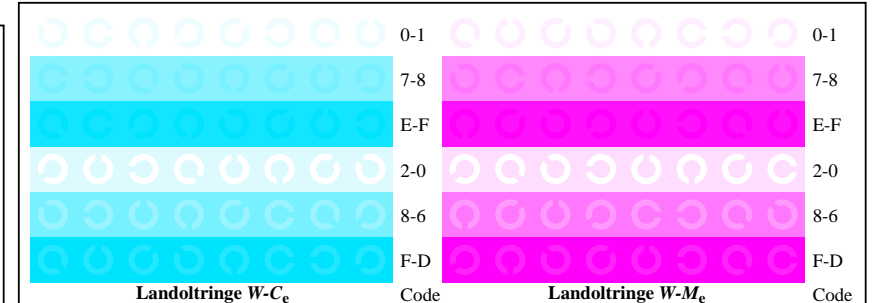 0-1 0-1
7-8 7-8
E-F E-F
2-0 2-0
8-6 8-6
F-D F-D
Landoltringe W-Ce Code Landoltringe W-Me Code